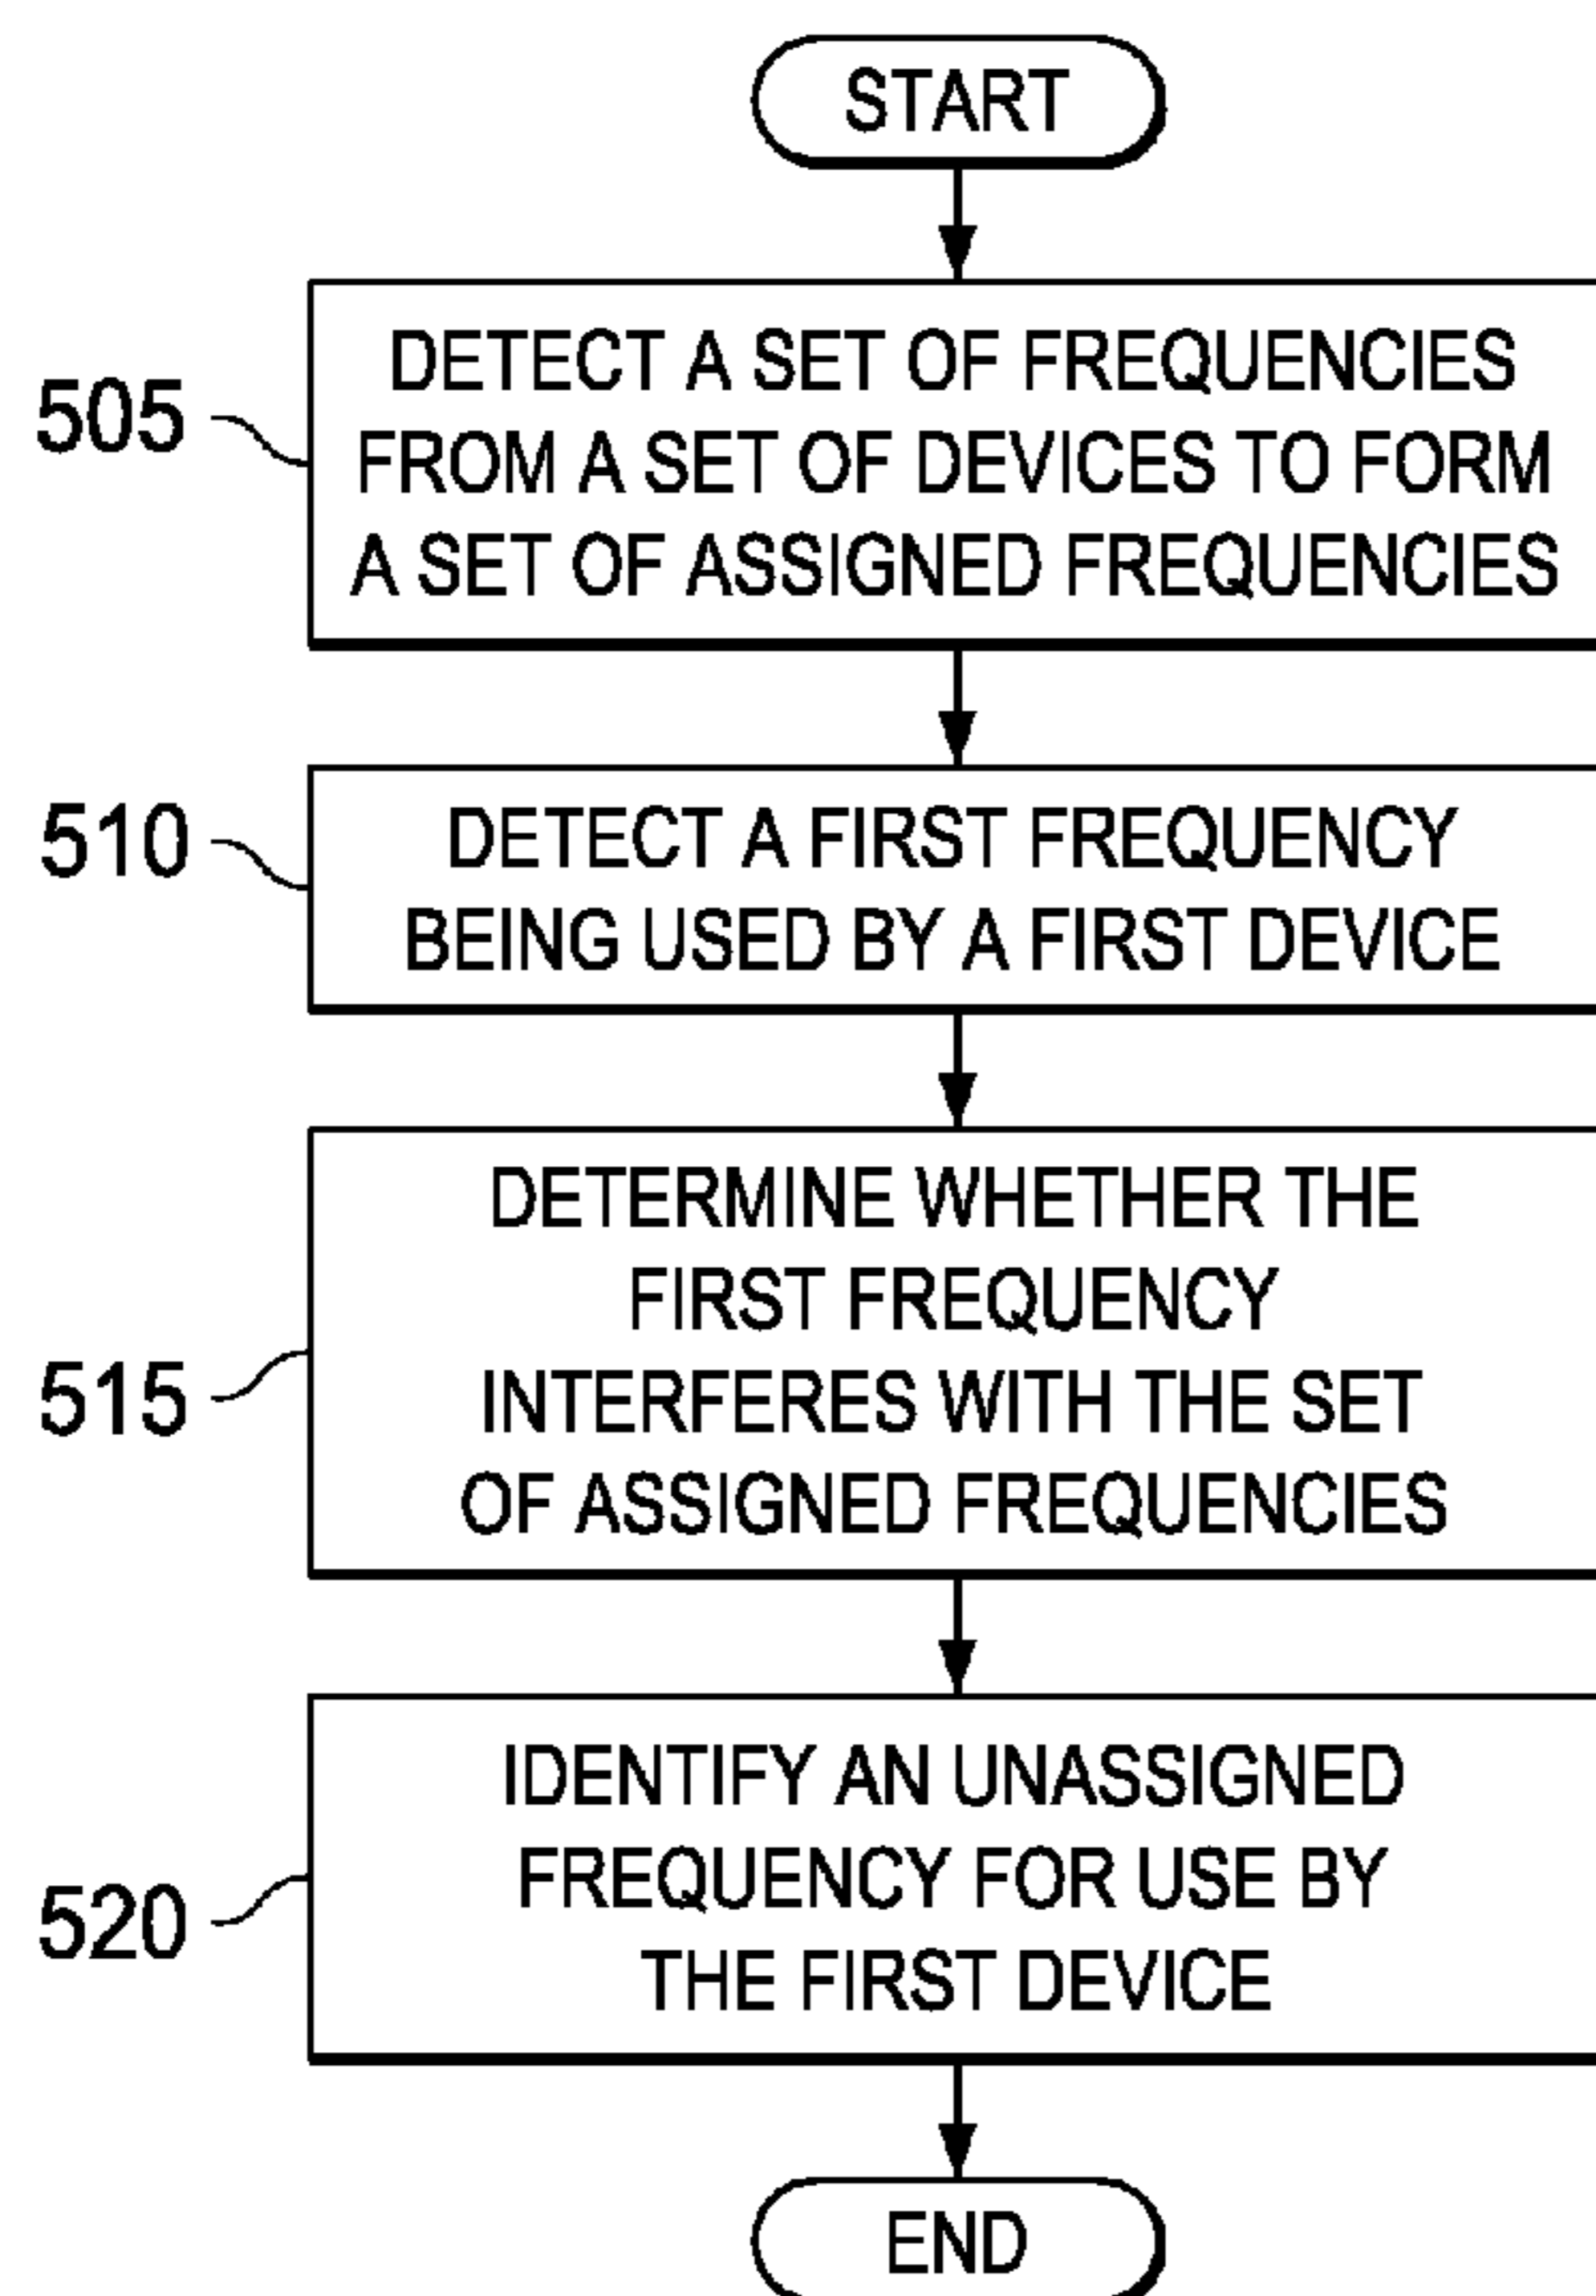 START
505
DETECT A SET OF FREQUENCIES
FROM A SET OF DEVICES TO FORM
A SET OF ASSIGNED FREQUENCIES
510
DETECT A FIRST FREQUENCY
BEING USED BY A FIRST DEVICE
515
DETERMINE WHETHER THE
FIRST FREQUENCY
INTERFERES WITH THE SET
OF ASSIGNED FREQUENCIES
520
IDENTIFY AN UNASSIGNED
FREQUENCY FOR USE BY
THE FIRST DEVICE
END